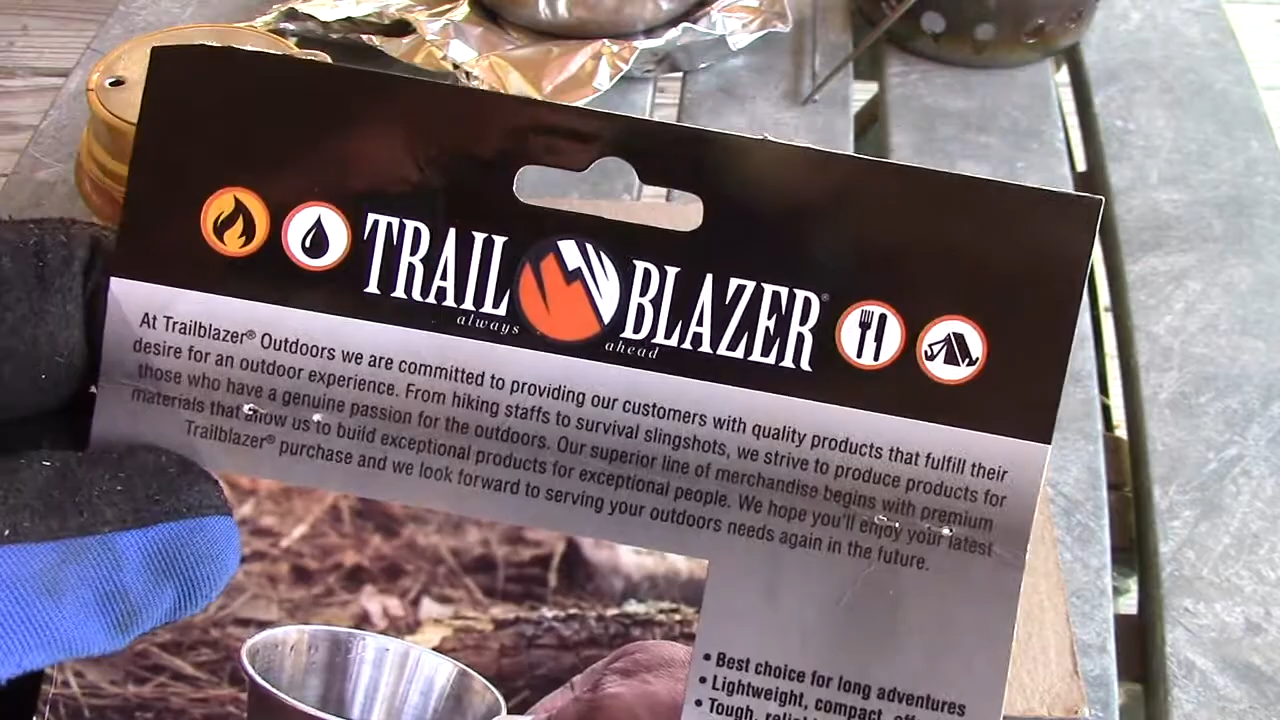 TRAIL BLAZER®
always ahead
At Trailblazer® Outdoors we are committed to providing our customers with quality products that fulfill their
desire for an outdoor experience. From hiking staffs to survival slingshots, we strive to produce products for
those who have a genuine passion for the outdoors. Our superior line of merchandise begins with premium
materials that allow us to build exceptional products for exceptional people. We hope you'll enjoy your latest
Trailblazer® purchase and we look forward to serving your outdoors needs again in the future.
• Best choice for long adventures
• Lightweight, compact,
• Tough,